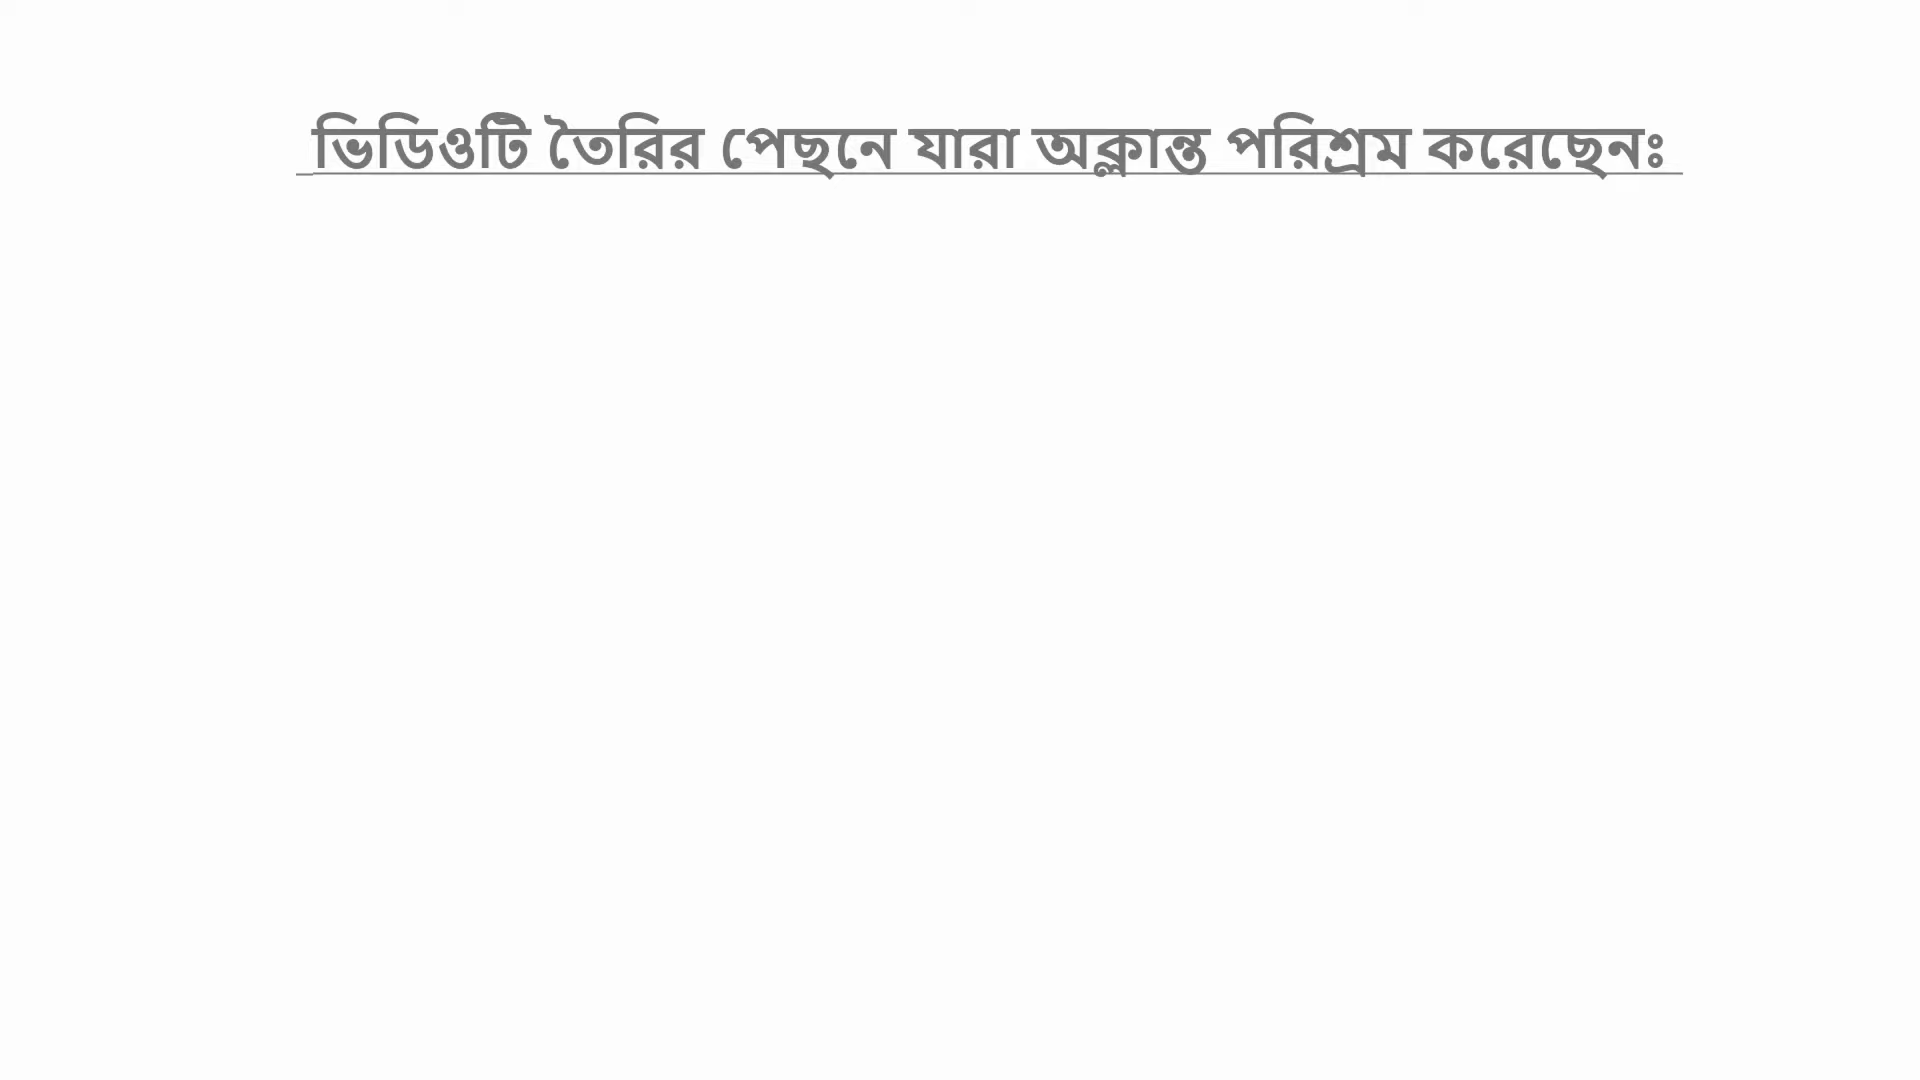 ভিডিওটি তৈরির পেছনে যারা অক্লান্ত পরিশ্রম করেছেনঃ